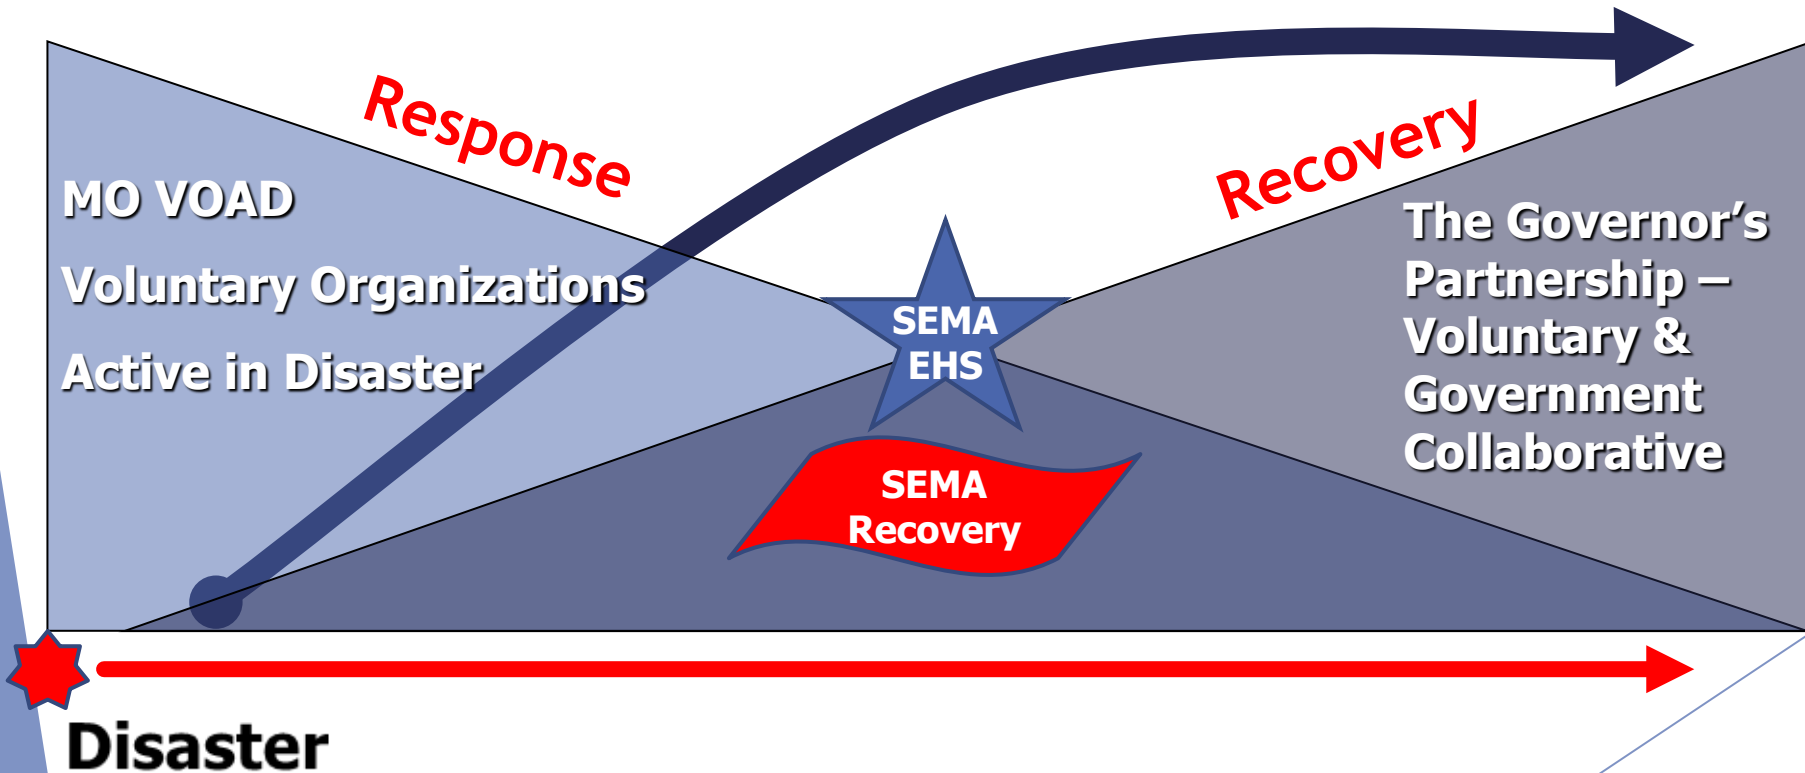 Response
Recovery
MO VOAD
Voluntary Organizations
Active in Disaster
SEMA
EHS
SEMA
Recovery
The Governor’s
Partnership –
Voluntary &
Government
Collaborative
Disaster